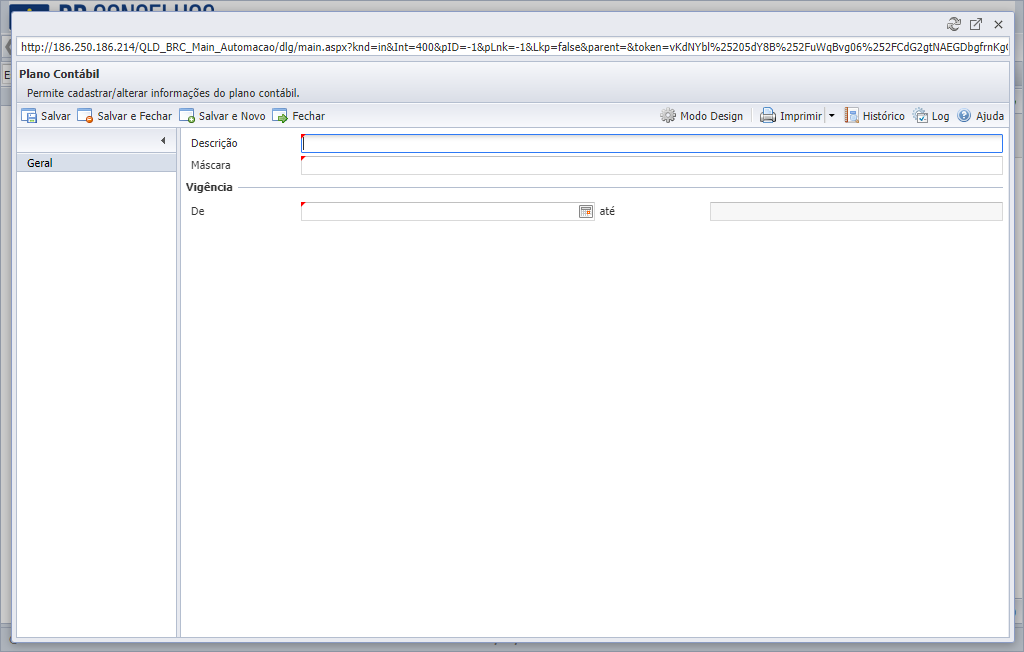 BR CONSELHOS
http://186.250.186.214/QLD_BRC_Main_Automacao/dlg/main.aspx?knd=in&Int=400&pID=-1&pLnk=-1&Lkp=false&parent=&token=vKdNYbl%25205dY8B%252FuWqBvg06%252FCdG2gtNAEGDbgfrnKg
Plano Contábil
Permite cadastrar/alterar informações do plano contábil.
Salvar Salvar e Fechar Salvar e Novo Fechar Modo Design Imprimir Histórico Log Ajuda
Geral
Descrição
Máscara
Vigência
De até